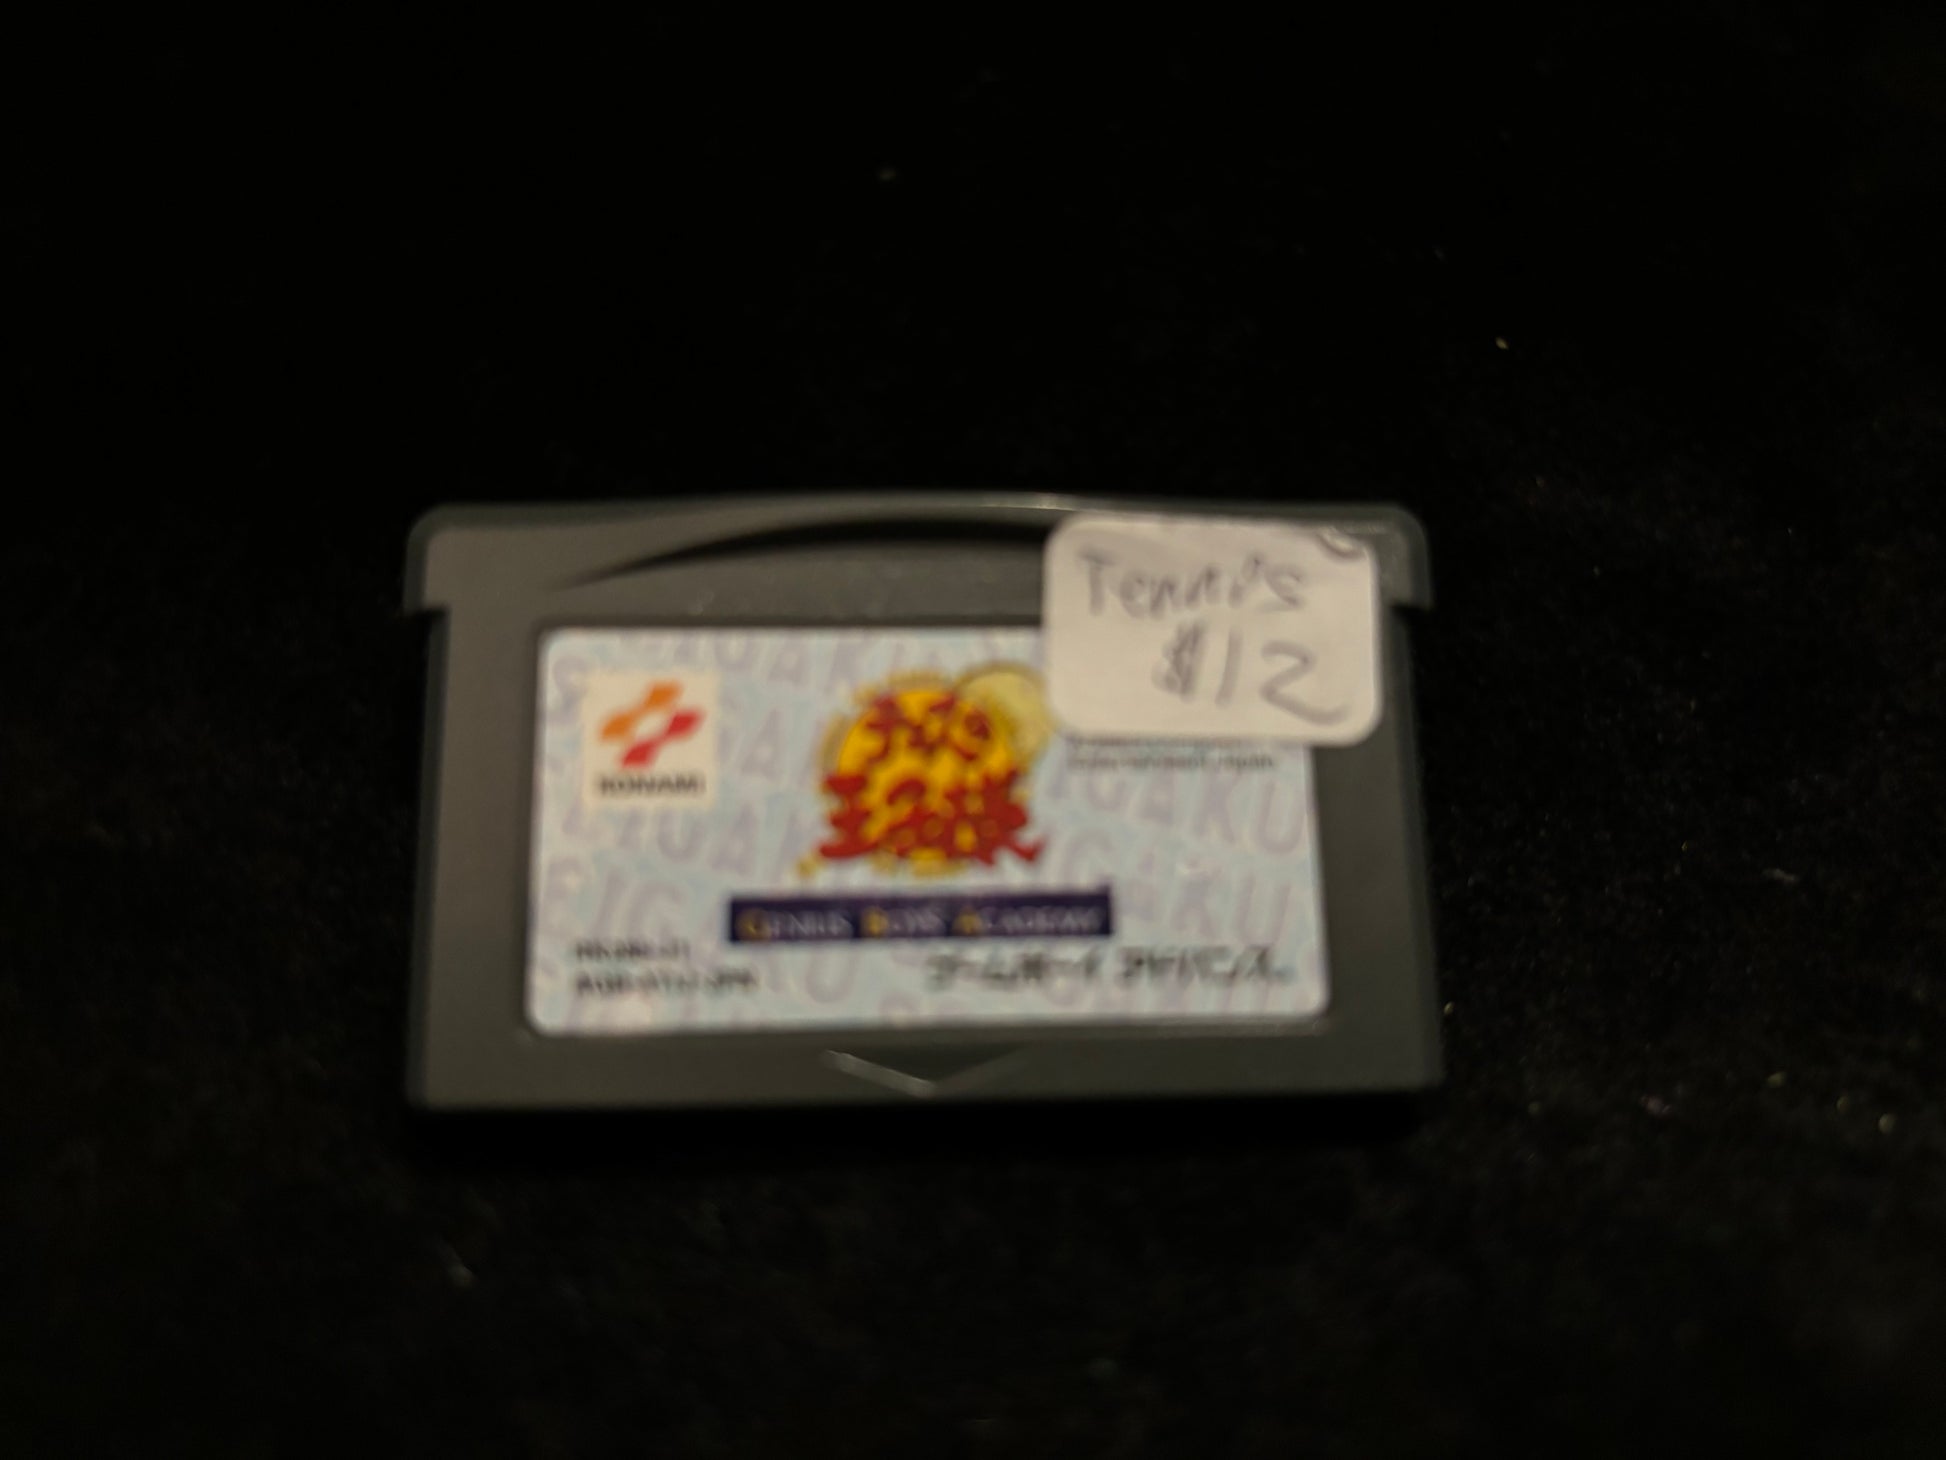 Tennis
$12
KONAMI
テニスの
王子様
GENIUS BOYS ACADEMY
ゲームボーイ アドバンス